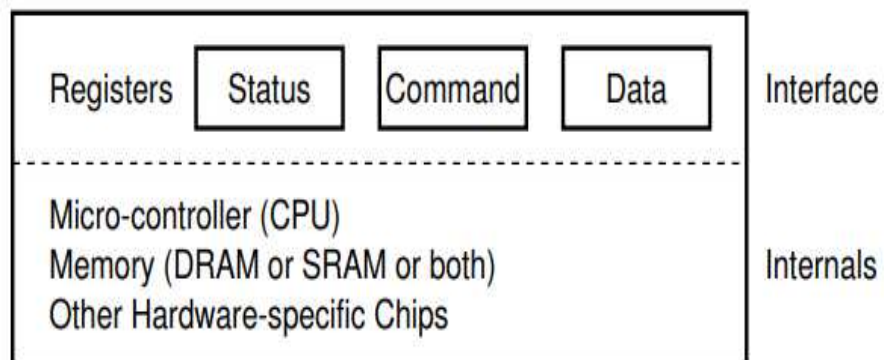 Registers Status Command Data Interface
Micro-controller (CPU)
Memory (DRAM or SRAM or both) Internals
Other Hardware-specific Chips